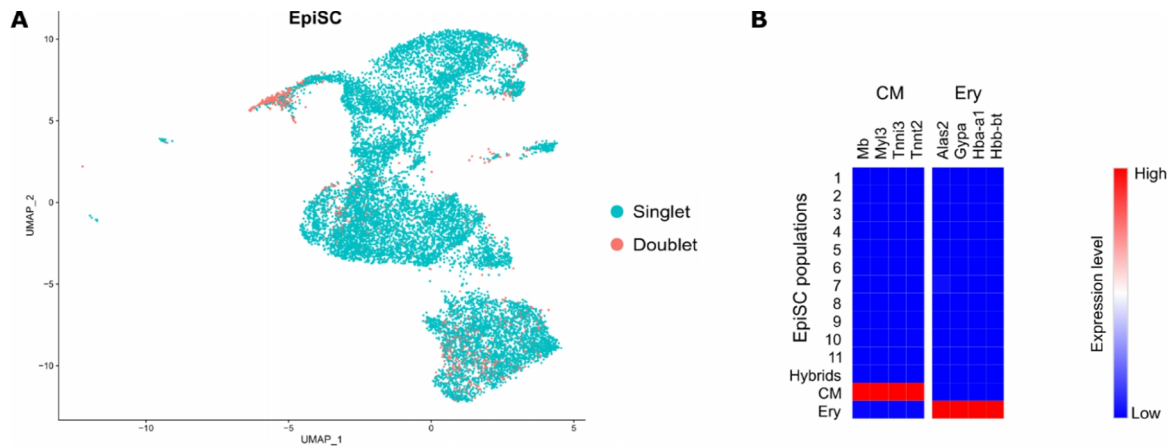 A
EpiSC
10
5
0
−5
−10
UMAP_2
−10
−5
0
5
UMAP_1
Singlet
Doublet
B
CM
Ery
Mb
Myl3
Tnni3
Tnnt2
Alas2
Gypa
Hba-a1
Hbb-bt
EpiSC populations
1
2
3
4
5
6
7
8
9
10
11
Hybrids
CM
Ery
Expression level
High
Low